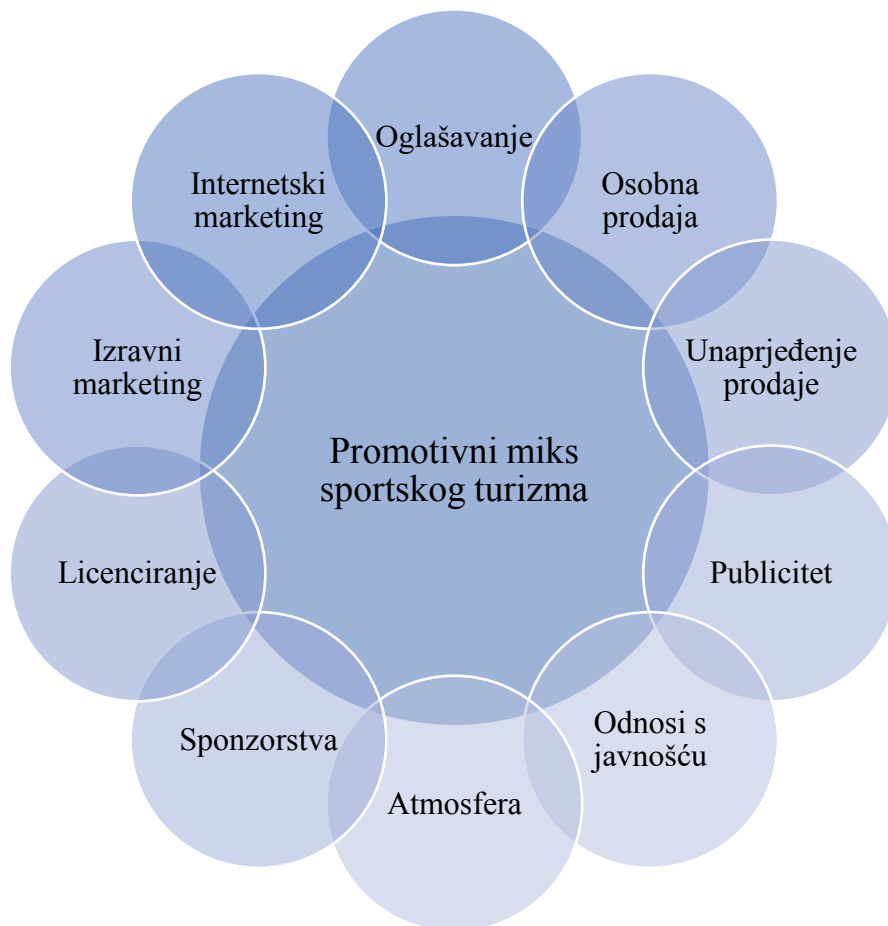 Oglašavanje
Osobna
prodaja
Unaprjeđenje
prodaje
Publicitet
Odnosi s
javnošću
Atmosfera
Sponzorstva
Licenciranje
Izravni
marketing
Internetski
marketing
Promotivni miks
sportskog turizma